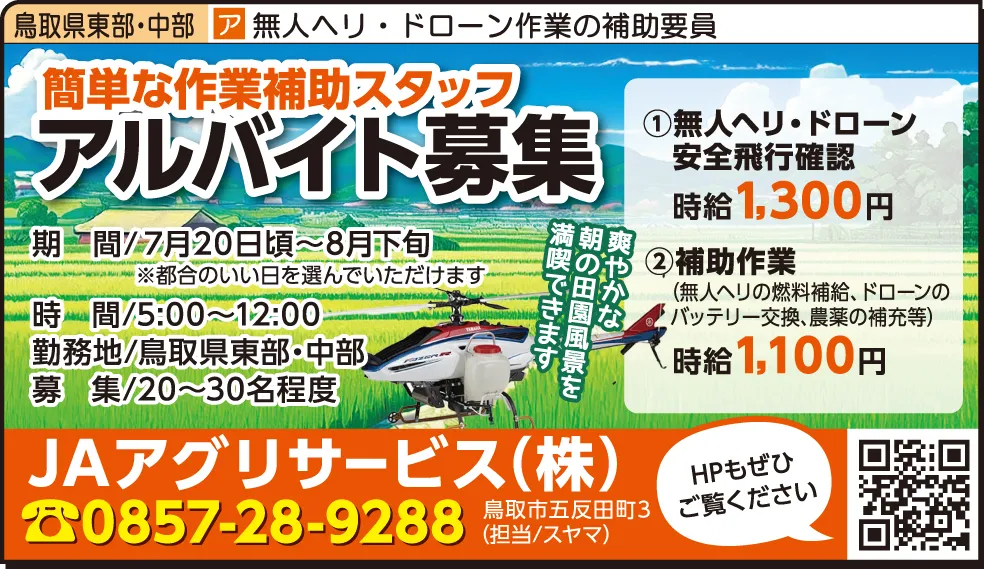 鳥取県東部・中部 ア 無人ヘリ・ドローン作業の補助要員
簡単な作業補助スタッフ
アルバイト募集
期 間/7月20日頃～8月下旬
※都合のいい日を選んでいただけます
時 間/5:00～12:00
勤務地/鳥取県東部・中部
募 集/20～30名程度
爽やかな
朝の田園風景を
満喫できます
YAMAHA
FAZER R
①無人ヘリ・ドローン
安全飛行確認
時給1,300円
②補助作業
（無人ヘリの燃料補給、ドローンの
バッテリー交換、農薬の補充等）
時給1,100円
JAアグリサービス（株）
☎0857-28-9288
鳥取市五反田町3
(担当/スヤマ)
HPもぜひ
ご覧ください